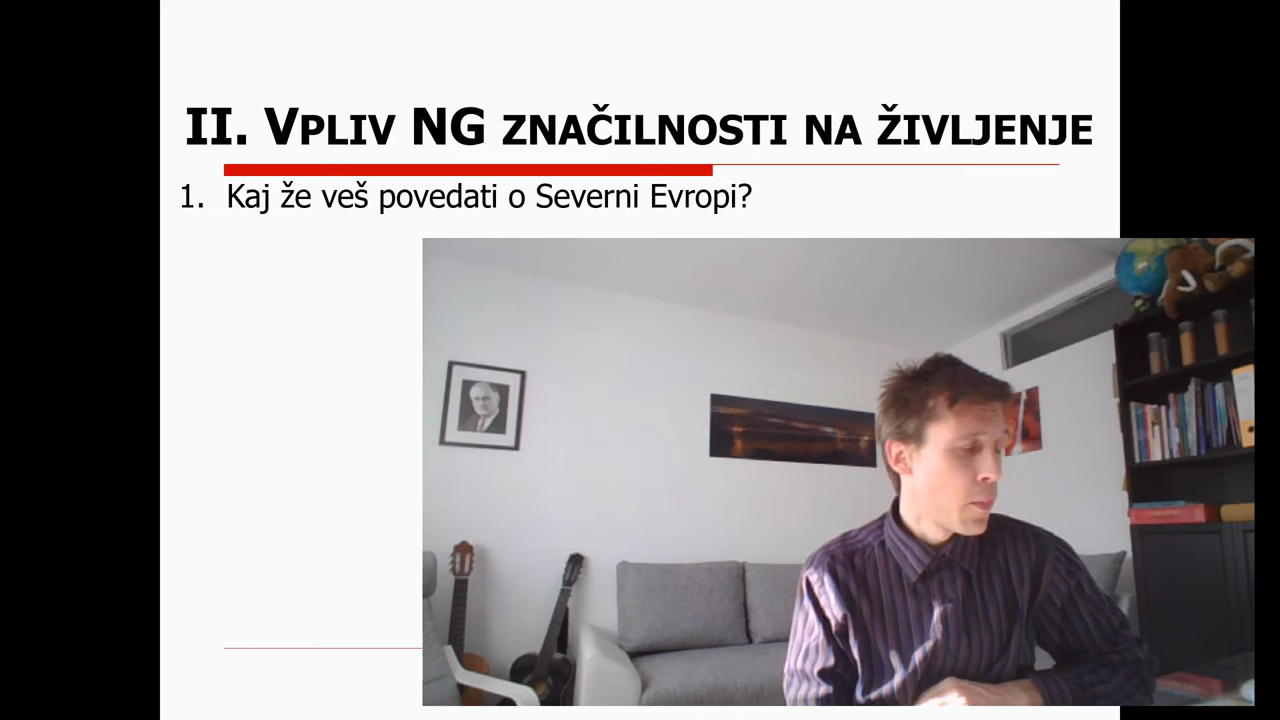 II. VPLIV NG ZNAČILNOSTI NA ŽIVLJENJE
1. Kaj že veš povedati o Severni Evropi?